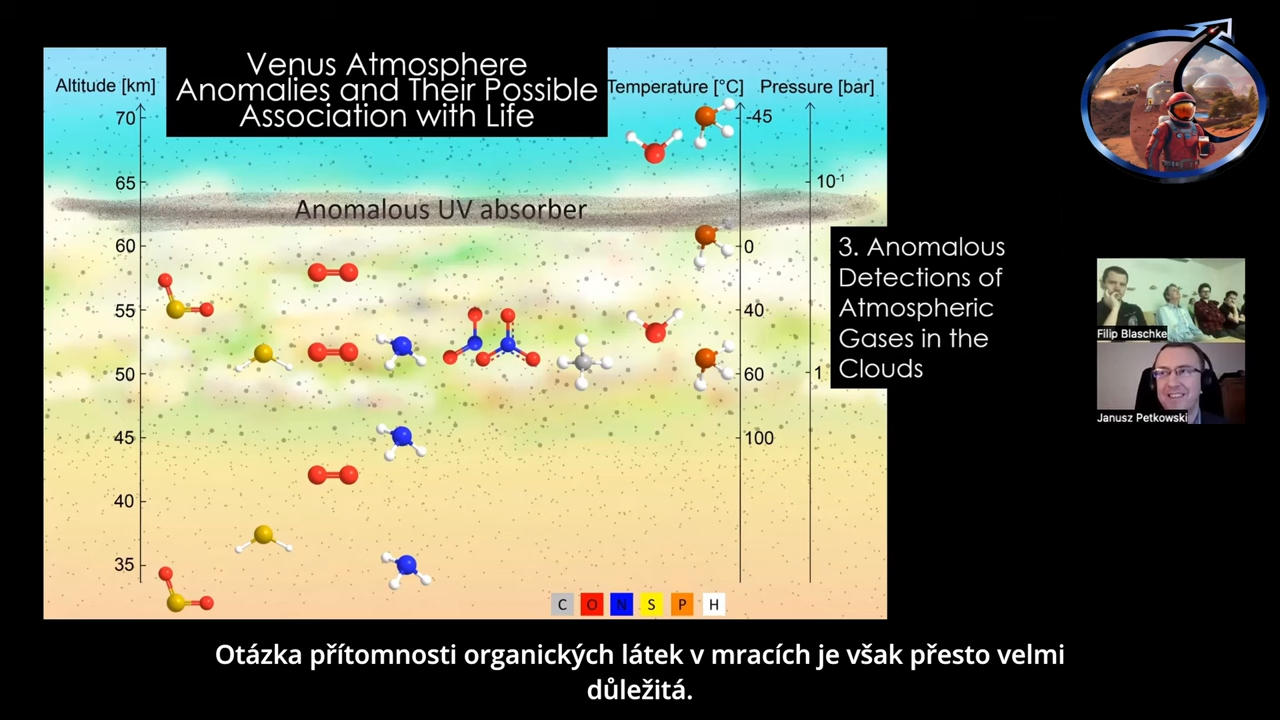 Venus Atmosphere
Anomalies and Their Possible
Association with Life
Altitude [km]
Temperature [°C]
Pressure [bar]
70
65
60
55
50
45
40
35
-45
0
40
60
100
10-1
1
Anomalous UV absorber
3. Anomalous
Detections of
Atmospheric
Gases in the
Clouds
Filip Blaschke
Janusz Petkowski
C O N S P H
Otázka přítomnosti organických látek v mracích je však přesto velmi
důležitá.